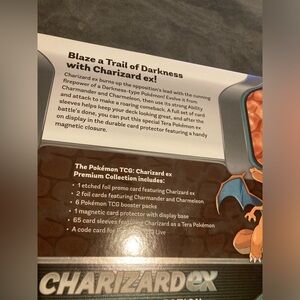 Blaze a Trail of Darkness
with Charizard ex!
Charizard ex burns up the opposition's lead with the cunning
firepower of a Darkness-type Pokémon! Evolve it from
Charmander and Charmeleon, then use its strong Ability
and attack to make a roaring comeback. A full set of card
sleeves helps keep your deck looking great, and after the
battle's done, you can put this special Tera Pokémon ex
on display in the durable card protector featuring a handy
magnetic closure.
The Pokémon TCG: Charizard ex
Premium Collection includes:
• 1 etched foil promo card featuring Charizard ex
• 2 foil cards featuring Charmander and Charmeleon
• 6 Pokémon TCG booster packs
• 1 magnetic card protector with display base
• 65 card sleeves featuring Charizard as a Tera Pokémon
• A code card for Live
CHARIZARD ex